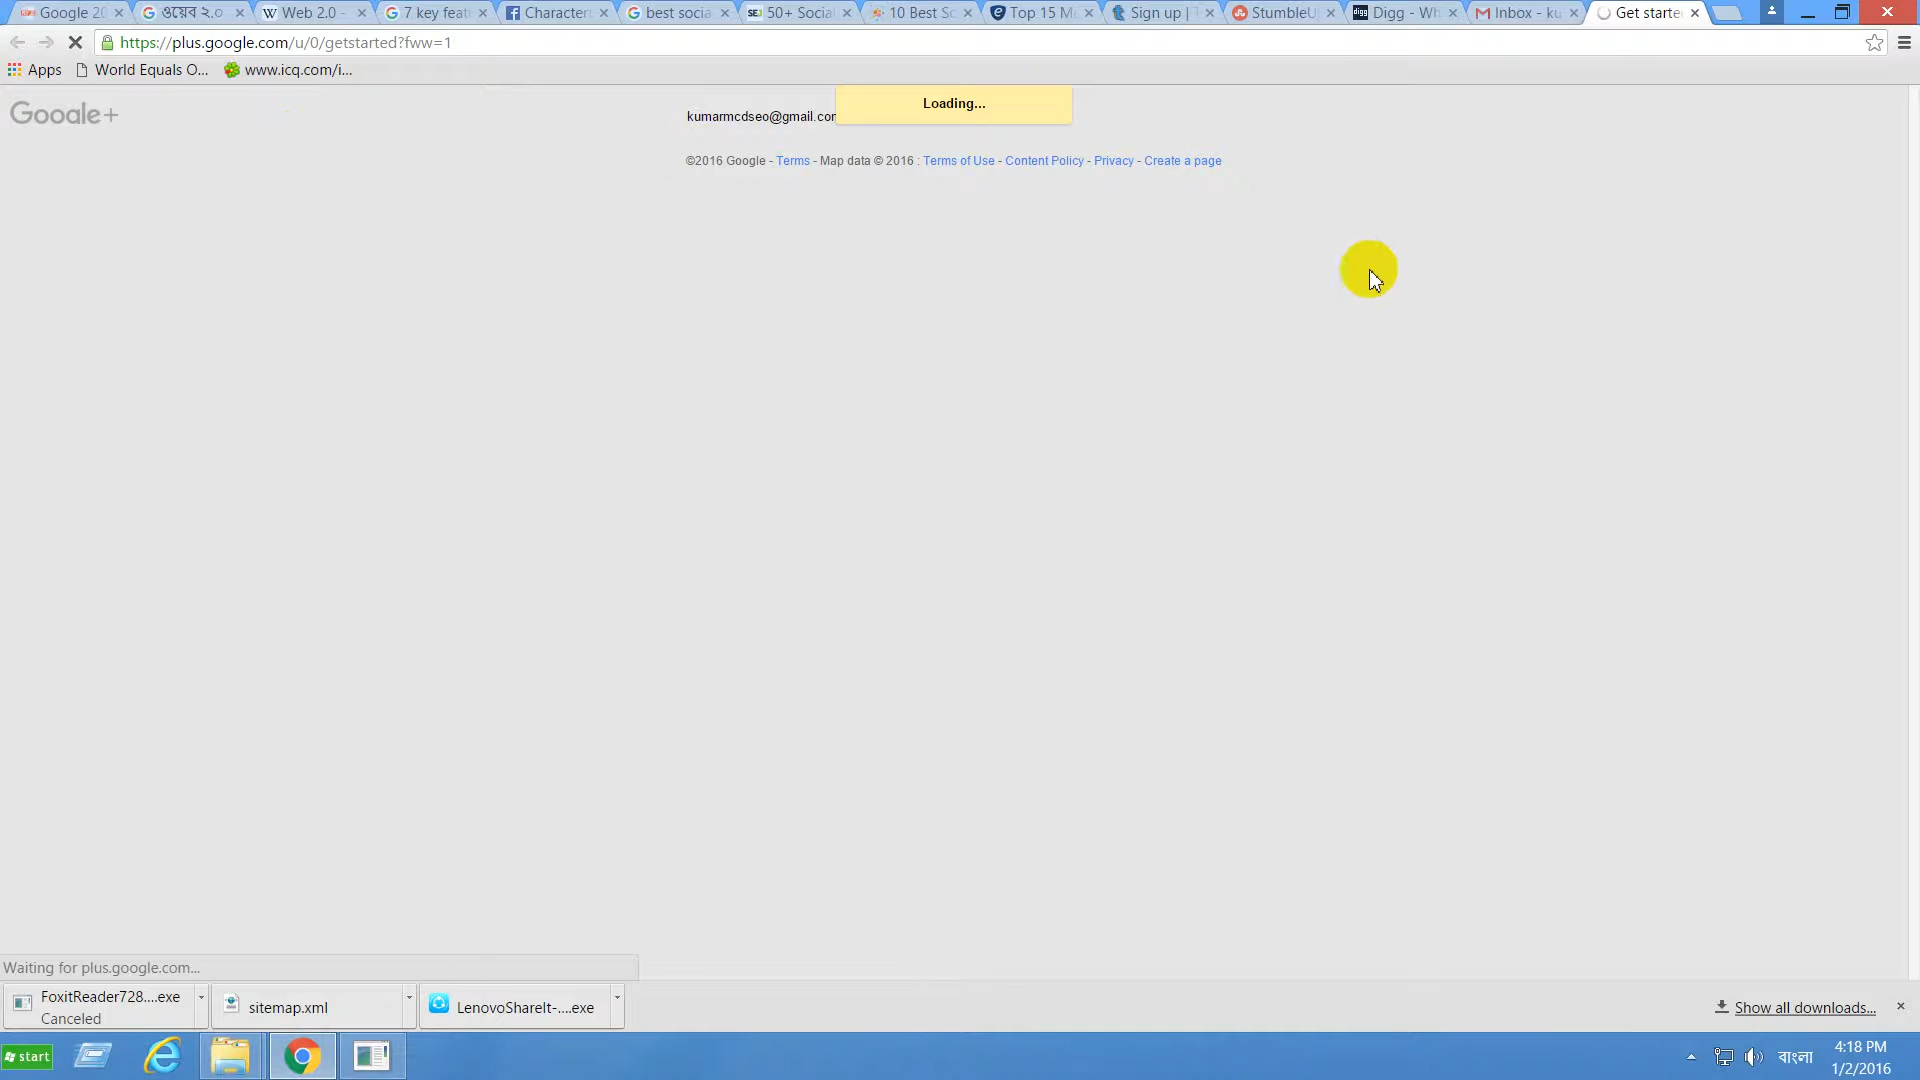 Google 20 ওয়েব ২.০ Web 2.0 - 7 key feat Character best socia 50+ Socia 10 Best So Top 15 M Sign up | T StumbleU Digg - Wh Inbox - ku Get starte
https://plus.google.com/u/0/getstarted?fww=1
Apps World Equals O... www.icq.com/i...
Google+
Loading...
kumarmcdseo@gmail.com
©2016 Google - Terms - Map data © 2016 : Terms of Use - Content Policy - Privacy - Create a page
Waiting for plus.google.com...
FoxitReader728....exe
Canceled
sitemap.xml
LenovoShareIt-....exe
Show all downloads...
start
বাংলা
4:18 PM
1/2/2016